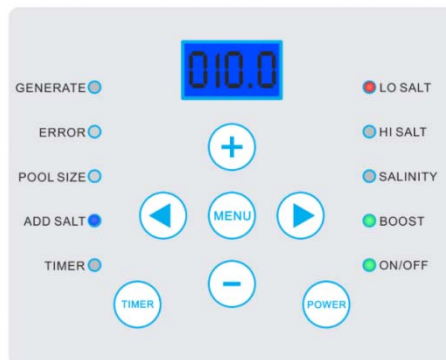 010.0
GENERATE
LO SALT
ERROR
HI SALT
+
POOL SIZE
SALINITY
ADD SALT
MENU
BOOST
TIMER
ON/OFF
−
TIMER
POWER